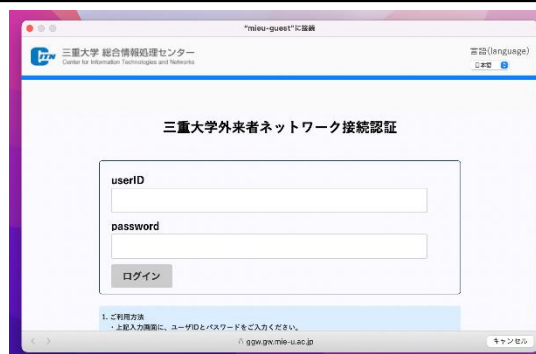 "mieu-guest"に接続
三重大学 総合情報処理センター
Center for Information Technologies and Networks
言語(language)
日本語
三重大学外来者ネットワーク接続認証
userID
password
ログイン
1. ご利用方法
・上記入力画面に、ユーザIDとパスワードをご入力ください。
ggw.gw.mie-u.ac.jp
キャンセル